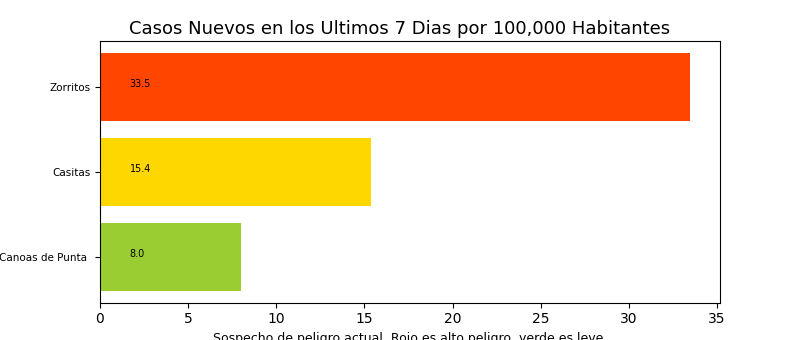 Casos Nuevos en los Ultimos 7 Dias por 100,000 Habitantes
Zorritos
33.5
Casitas
15.4
Canoas de Punta
8.0
0 5 10 15 20 25 30 35
Sospecho de peligro actual. Rojo es alto peligro, verde es leve